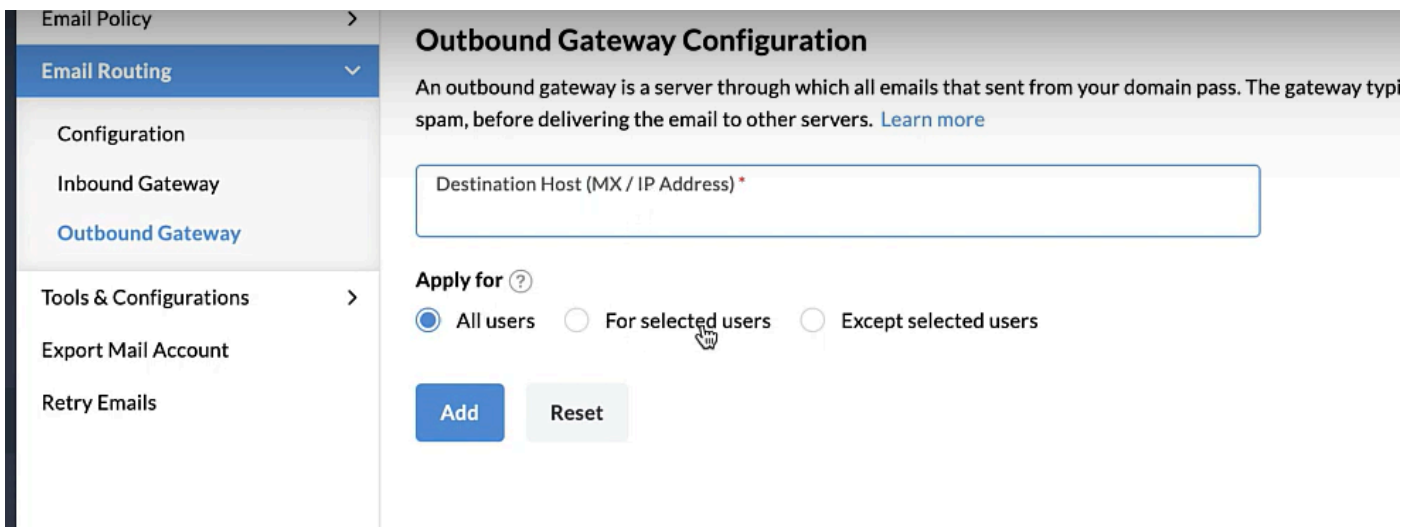 Email Policy
Email Routing
Configuration
Inbound Gateway
Outbound Gateway
Tools & Configurations
Export Mail Account
Retry Emails
Outbound Gateway Configuration
An outbound gateway is a server through which all emails that sent from your domain pass. The gateway typi
spam, before delivering the email to other servers. Learn more
Destination Host (MX / IP Address) *
Apply for ?
All users For selected users Except selected users
Add Reset